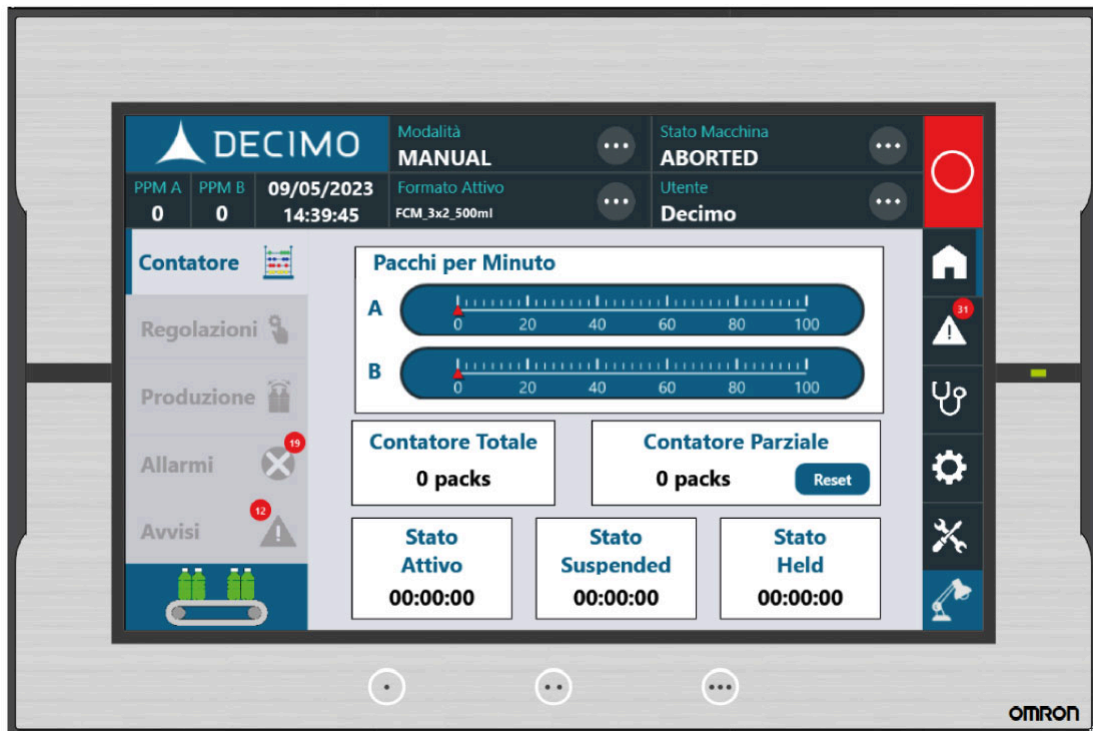 DECIMO
Modalità
MANUAL
Stato Macchina
ABORTED
PPM A
0
PPM B
0
09/05/2023
14:39:45
Formato Attivo
FCM_3x2_500ml
Utente
Decimo
Contatore
Regolazioni
Produzione
Allarmi
19
Avvisi
12
Pacchi per Minuto
A
0 20 40 60 80 100
B
0 20 40 60 80 100
Contatore Totale
0 packs
Contatore Parziale
0 packs
Reset
Stato
Attivo
00:00:00
Stato
Suspended
00:00:00
Stato
Held
00:00:00
31
OMRON